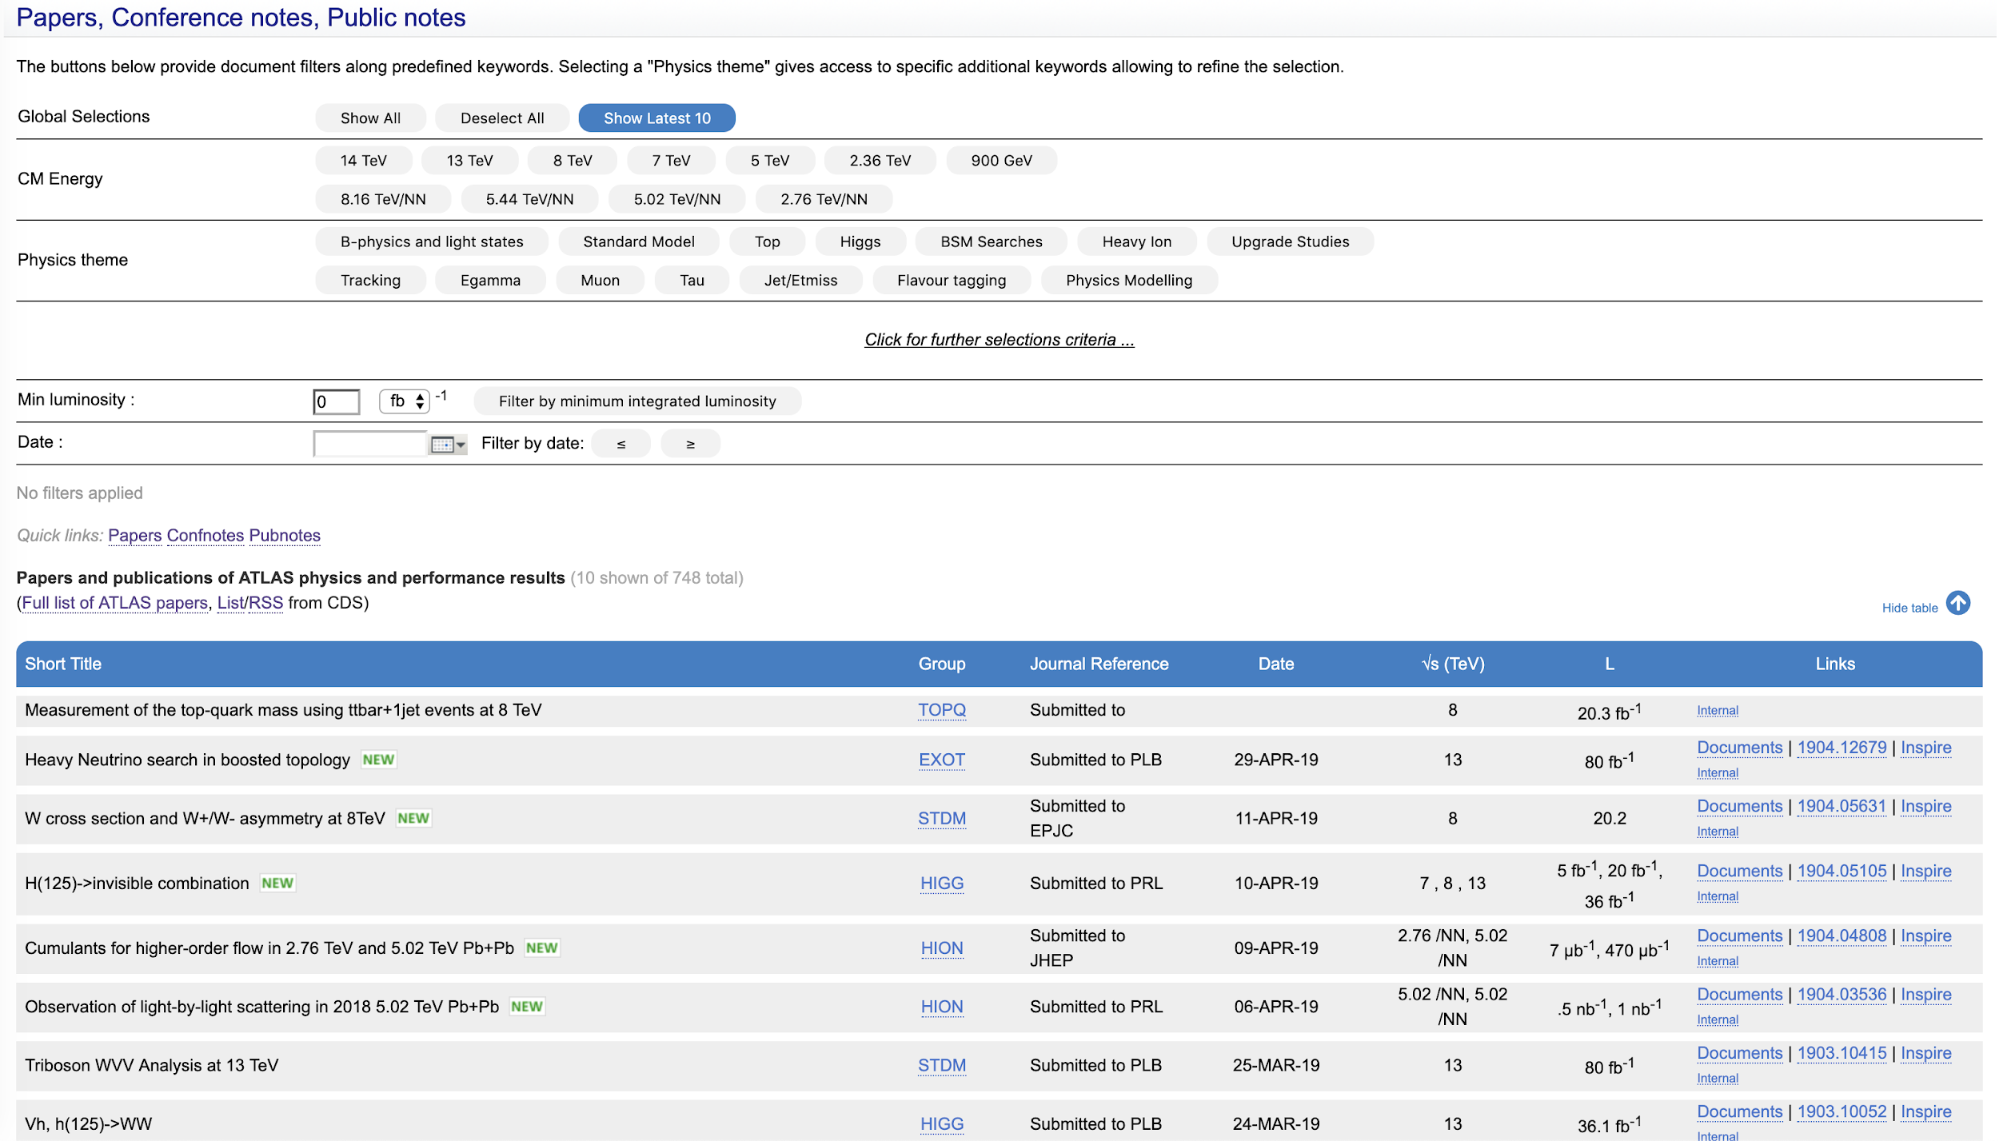 Papers, Conference notes, Public notes
The buttons below provide document filters along predefined keywords. Selecting a "Physics theme" gives access to specific additional keywords allowing to refine the selection.
Global Selections Show All Deselect All Show Latest 10
CM Energy
14 TeV 13 TeV 8 TeV 7 TeV 5 TeV 2.36 TeV 900 GeV
8.16 TeV/NN 5.44 TeV/NN 5.02 TeV/NN 2.76 TeV/NN
Physics theme
B-physics and light states Standard Model Top Higgs BSM Searches Heavy Ion Upgrade Studies
Tracking Egamma Muon Tau Jet/Etmiss Flavour tagging Physics Modelling
Click for further selections criteria ...
Min luminosity : 0 fb -1 Filter by minimum integrated luminosity
Date : Filter by date: ≤ ≥
No filters applied
Quick links: Papers Confnotes Pubnotes
Papers and publications of ATLAS physics and performance results (10 shown of 748 total)
(Full list of ATLAS papers, List/RSS from CDS)
Hide table
Short Title Group Journal Reference Date √s (TeV) L Links
Measurement of the top-quark mass using ttbar+1jet events at 8 TeV TOPQ Submitted to 8 20.3 fb-1 Internal
Heavy Neutrino search in boosted topology NEW EXOT Submitted to PLB 29-APR-19 13 80 fb-1 Documents | 1904.12679 | Inspire
Internal
W cross section and W+/W- asymmetry at 8TeV NEW STDM Submitted to EPJC 11-APR-19 8 20.2 Documents | 1904.05631 | Inspire
Internal
H(125)->invisible combination NEW HIGG Submitted to PRL 10-APR-19 7 , 8 , 13 5 fb-1, 20 fb-1, 36 fb-1 Documents | 1904.05105 | Inspire
Internal
Cumulants for higher-order flow in 2.76 TeV and 5.02 TeV Pb+Pb NEW HION Submitted to JHEP 09-APR-19 2.76 /NN, 5.02 /NN 7 μb-1, 470 μb-1 Documents | 1904.04808 | Inspire
Internal
Observation of light-by-light scattering in 2018 5.02 TeV Pb+Pb NEW HION Submitted to PRL 06-APR-19 5.02 /NN, 5.02 /NN .5 nb-1, 1 nb-1 Documents | 1904.03536 | Inspire
Internal
Triboson WVV Analysis at 13 TeV STDM Submitted to PLB 25-MAR-19 13 80 fb-1 Documents | 1903.10415 | Inspire
Internal
Vh, h(125)->WW HIGG Submitted to PLB 24-MAR-19 13 36.1 fb-1 Documents | 1903.10052 | Inspire
Internal